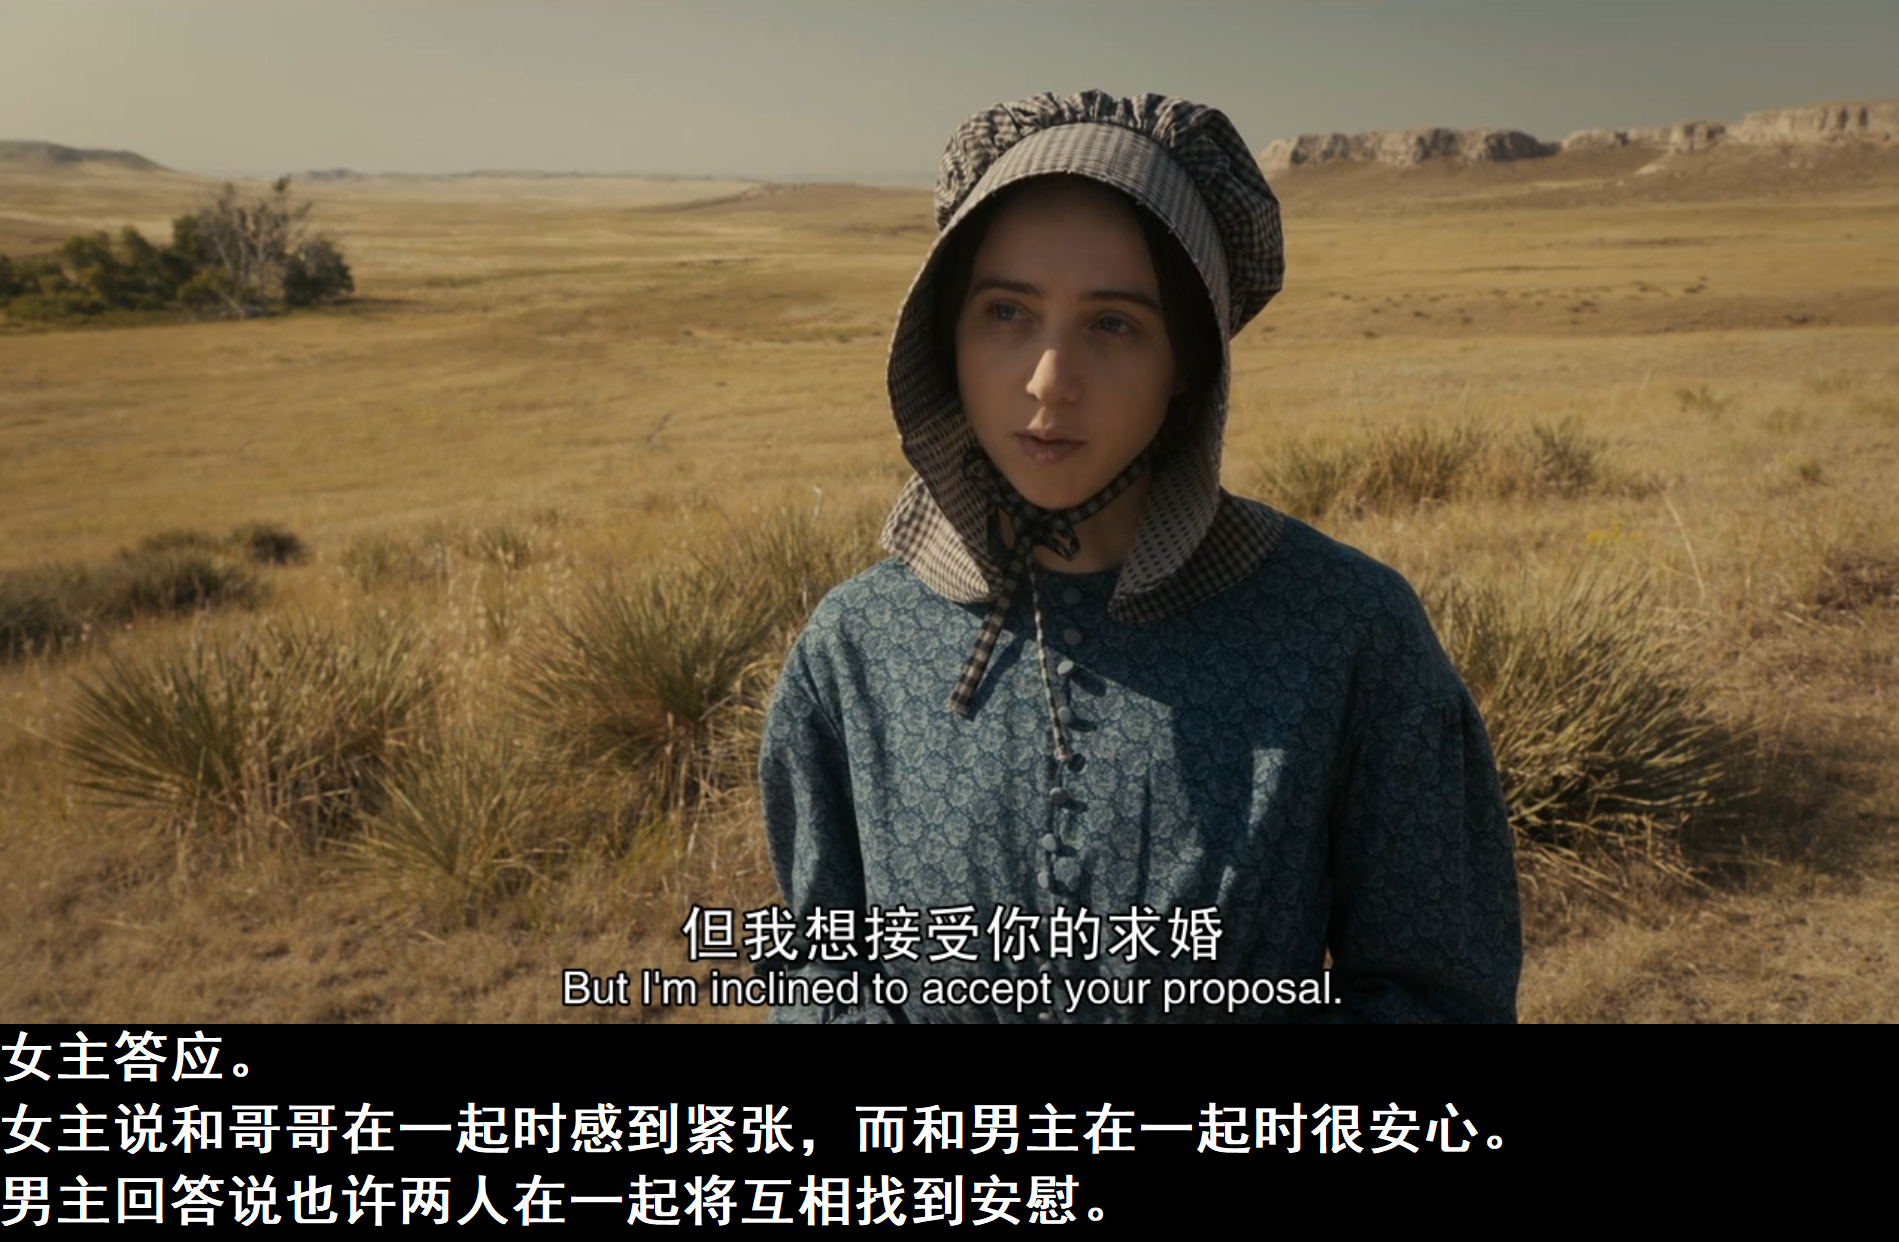 但我想接受你的求婚
But I'm inclined to accept your proposal.
女主答应。
女主说和哥哥在一起时感到紧张，而和男主在一起时很安心。
男主回答说也许两人在一起将互相找到安慰。